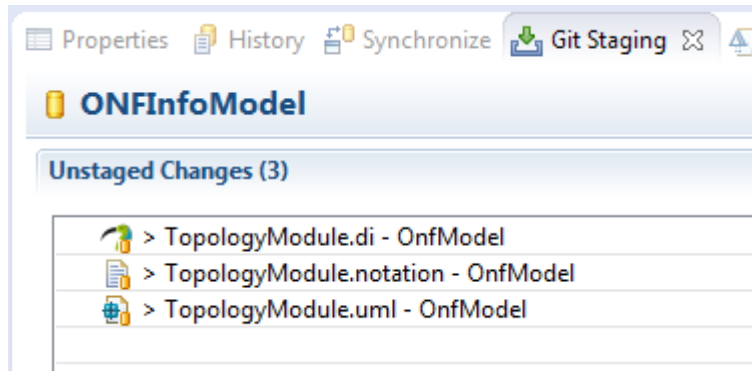 Properties History Synchronize Git Staging
ONFInfoModel
Unstaged Changes (3)
> TopologyModule.di - OnfModel
> TopologyModule.notation - OnfModel
> TopologyModule.uml - OnfModel